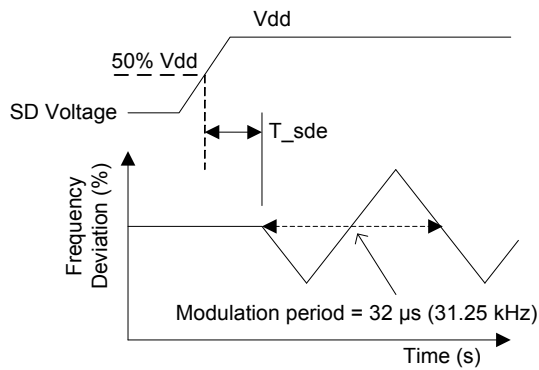 Vdd
50% Vdd
SD Voltage
T_sde
Frequency
Deviation (%)
Modulation period = 32 µs (31.25 kHz)
Time (s)